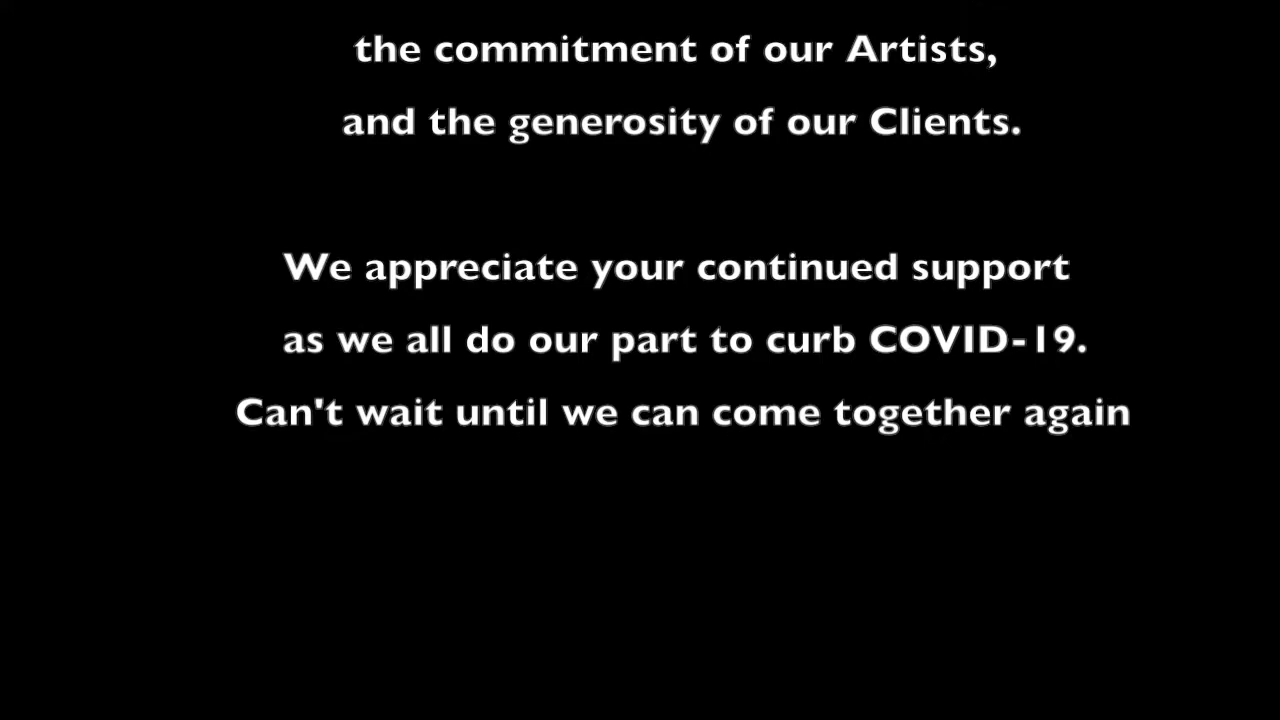 the commitment of our Artists,
and the generosity of our Clients.
We appreciate your continued support
as we all do our part to curb COVID-19.
Can't wait until we can come together again